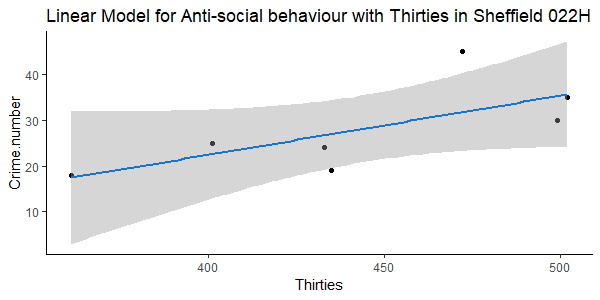 Linear Model for Anti-social behaviour with Thirties in Sheffield 022H
Crime.number
40
30
20
10
400
450
500
Thirties